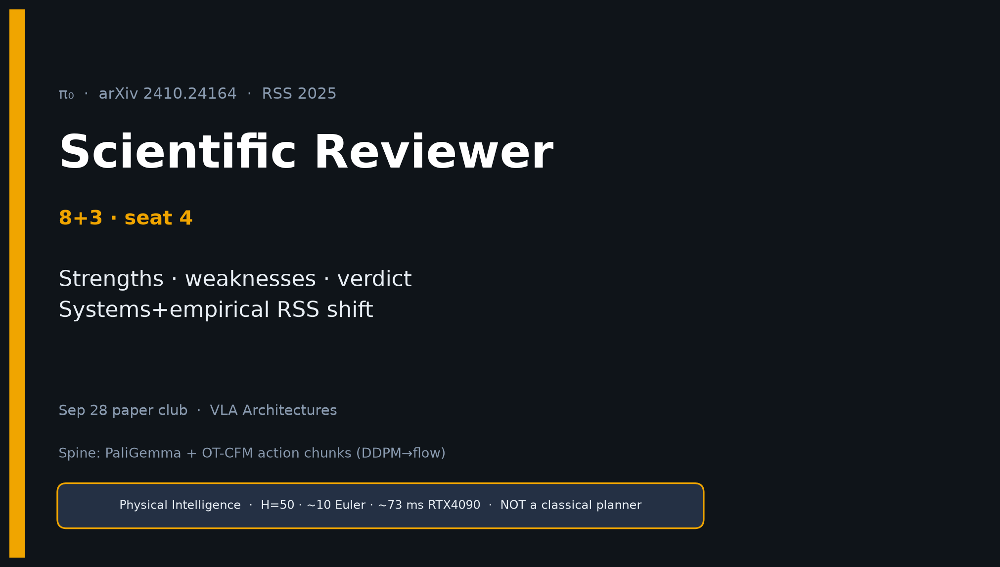 π₀ · arXiv 2410.24164 · RSS 2025
Scientific Reviewer
8+3 · seat 4
Strengths · weaknesses · verdict
Systems+empirical RSS shift
Sep 28 paper club · VLA Architectures
Spine: PaliGemma + OT-CFM action chunks (DDPM→flow)
Physical Intelligence · H=50 · ~10 Euler · ~73 ms RTX4090 · NOT a classical planner